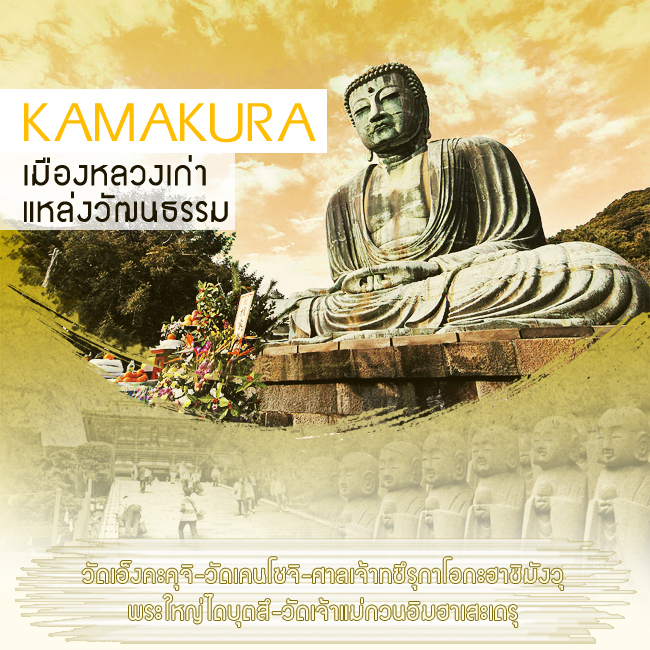 KAMAKURA
เมืองหลวงเก่า
แหล่งวัฒนธรรม
วัดเอ็งคะคุจิ-วัดเคนโชจิ-ศาลเจ้าทซึรุกาโอกะฮาชิมังวุ
พระใหญ่ไดบุตสึ-วัดเจ้าแม่กวนอิมฮาเสะเดรุ